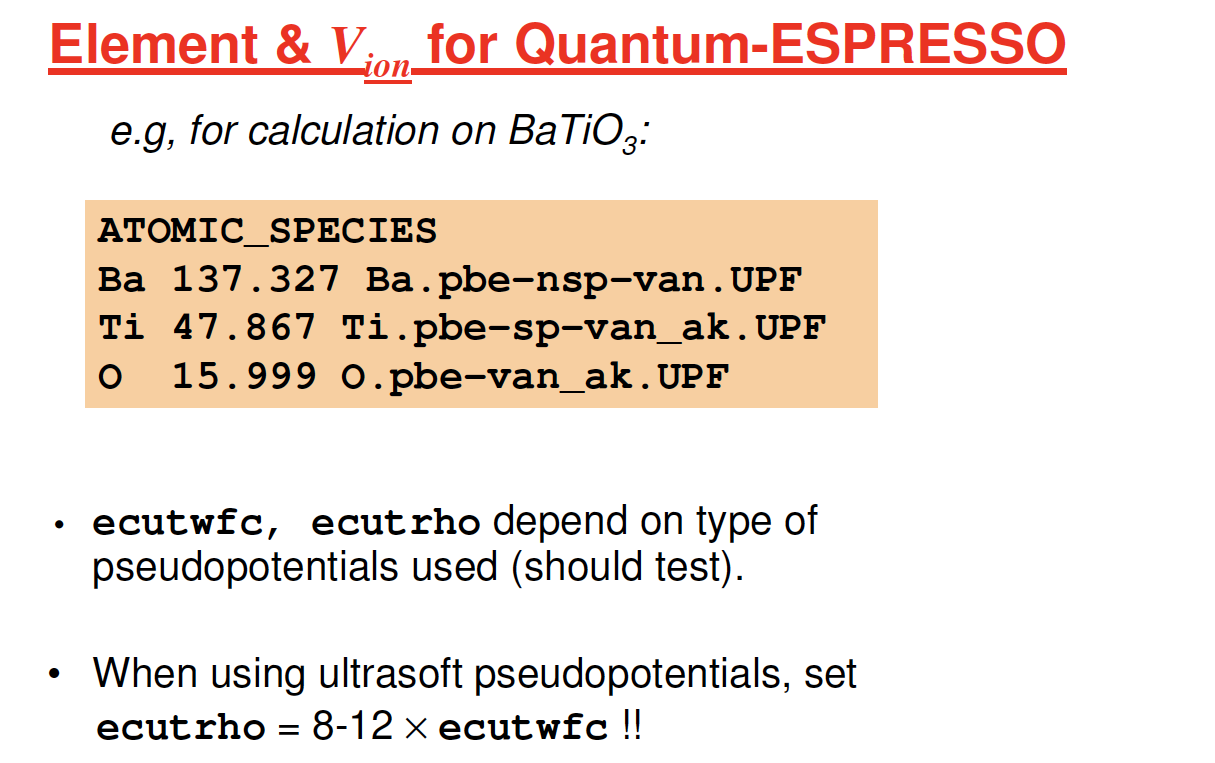 Element & Vion for Quantum-ESPRESSO
e.g, for calculation on BaTiO3:
ATOMIC_SPECIES
Ba 137.327 Ba.pbe-nsp-van.UPF
Ti 47.867 Ti.pbe-sp-van_ak.UPF
O 15.999 O.pbe-van_ak.UPF
• ecutwfc, ecutrho depend on type of
pseudopotentials used (should test).
• When using ultrasoft pseudopotentials, set
ecutrho = 8-12 × ecutwfc !!